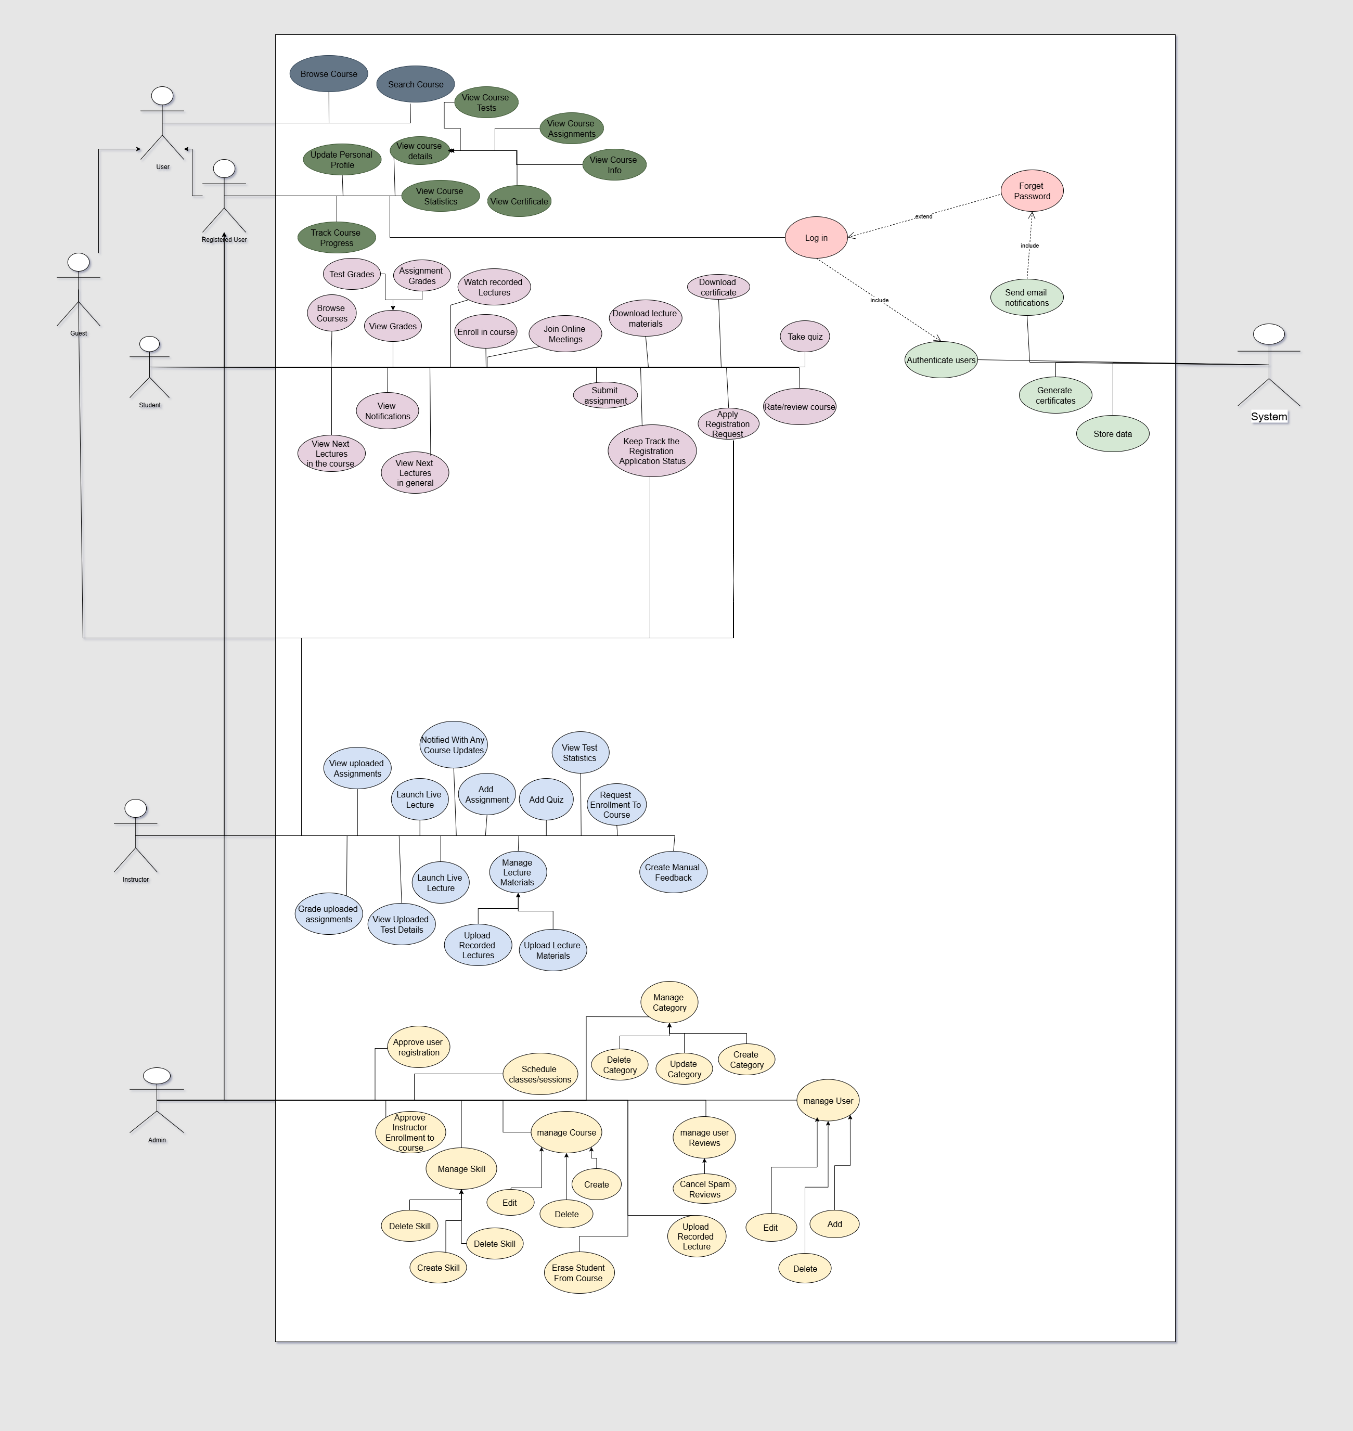 Browse Course
Search Course
View Course
Tests
View Course
Assignments
View Course
Info
View course
details
Update Personal
Profile
View Course
Statistics
View Certificate
Track Course
Progress
User
Registered User
Guest
Student
Forget
Password
extend
Log in
include
include
Send email
notifications
Authenticate users
Generate
certificates
Store data
System
Test Grades
Assignment
Grades
Watch recorded
Lectures
Download
certificate
Browse
Courses
View Grades
Enroll in course
Join Online
Meetings
Download lecture
materials
Take quiz
View
Notifications
Submit
assignment
Apply
Registration
Request
Rate/review course
View Next
Lectures
in the course
View Next
Lectures
in general
Keep Track the
Registration
Application Status
Notified With Any
Course Updates
View Test
Statistics
View uploaded
Assignments
Launch Live
Lecture
Add
Assignment
Add Quiz
Request
Enrollment To
Course
Instructor
Grade uploaded
assignments
View Uploaded
Test Details
Launch Live
Lecture
Manage
Lecture
Materials
Create Manual
Feedback
Upload
Recorded
Lectures
Upload Lecture
Materials
Manage
Category
Approve user
registration
Schedule
classes/sessions
Delete
Category
Update
Category
Create
Category
Admin
manage User
Approve
Instructor
Enrollment to
course
manage Course
manage user
Reviews
Manage Skill
Edit
Create
Delete
Cancel Spam
Reviews
Delete Skill
Delete Skill
Create Skill
Upload
Recorded
Lecture
Erase Student
From Course
Edit
Add
Delete